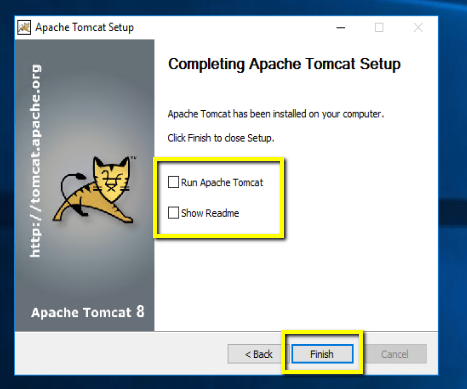 Apache Tomcat Setup
http://tomcat.apache.org
Apache Tomcat 8
Completing Apache Tomcat Setup
Apache Tomcat has been installed on your computer.
Click Finish to close Setup.
Run Apache Tomcat
Show Readme
< Back
Finish
Cancel